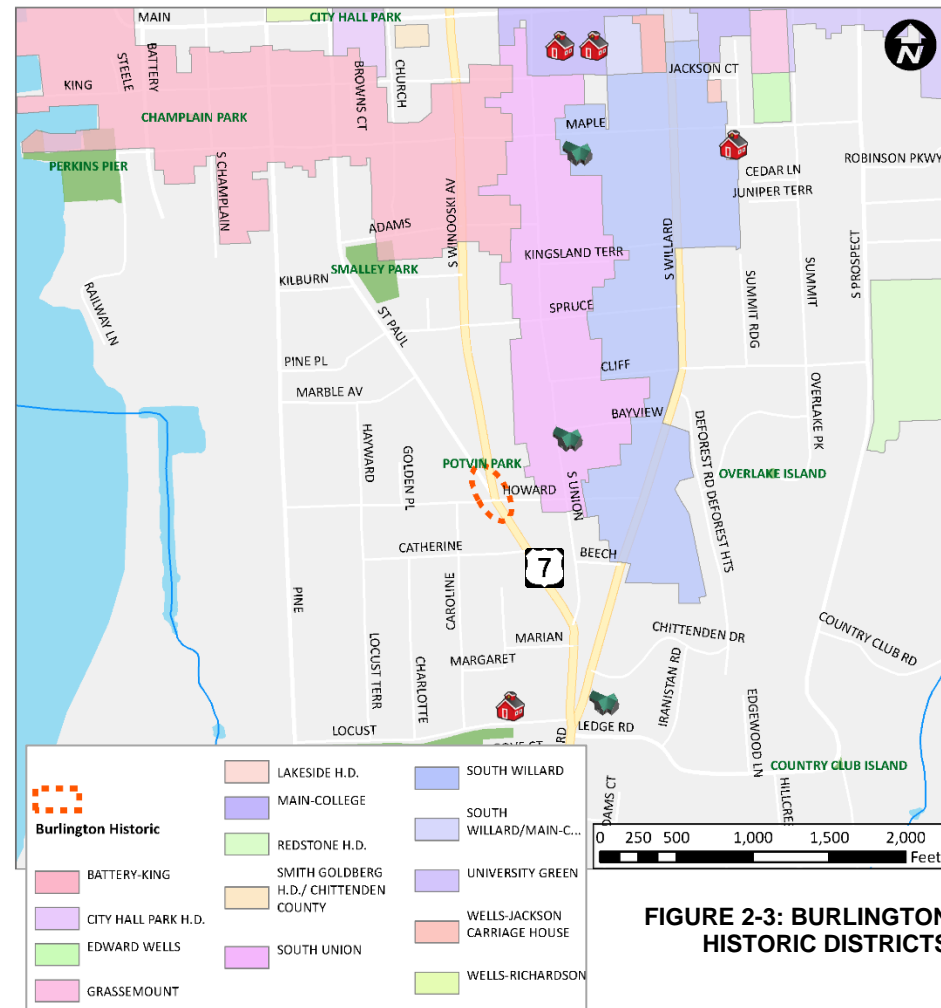 MAIN
CITY HALL PARK
N
STEELE
BATTERY
BROWNS CT
CHURCH
JACKSON CT
KING
CHAMPLAIN PARK
MAPLE
PERKINS PIER
S CHAMPLAIN
S WINOOSKI AV
CEDAR LN
ROBINSON PKWY
JUNIPER TERR
ADAMS
KINGSLAND TERR
S WILLARD
SMALLEY PARK
KILBURN
SUMMIT RDG
SUMMIT
S PROSPECT
RAILWAY LN
ST PAUL
SPRUCE
PINE PL
CLIFF
MARBLE AV
BAYVIEW
OVERLAKE PK
HAYWARD
GOLDEN PL
POTVIN PARK
HOWARD
S UNION
DEFOREST RD
DEFOREST HTS
OVERLAKE ISLAND
CATHERINE
7
BEECH
PINE
CAROLINE
LOCUST TERR
CHARLOTTE
MARIAN
MARGARET
CHITTENDEN DR
IRANISTAN RD
COUNTRY CLUB RD
EDGEWOOD LN
LOCUST
RD
LEDGE RD
COUNTRY CLUB ISLAND
DAMS CT
HILLCRE
Burlington Historic
BATTERY-KING
CITY HALL PARK H.D.
EDWARD WELLS
GRASSEMOUNT
LAKESIDE H.D.
MAIN-COLLEGE
REDSTONE H.D.
SMITH GOLDBERG
H.D./ CHITTENDEN
COUNTY
SOUTH UNION
SOUTH WILLARD
SOUTH
WILLARD/MAIN-C...
UNIVERSITY GREEN
WELLS-JACKSON
CARRIAGE HOUSE
WELLS-RICHARDSON
0 250 500 1,000 1,500 2,000
Feet
FIGURE 2-3: BURLINGTON
HISTORIC DISTRICTS